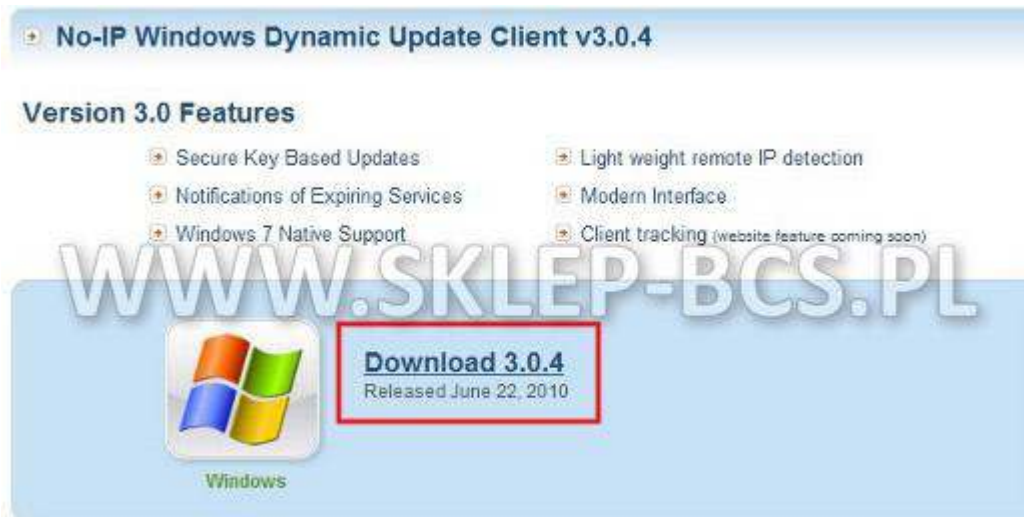 No-IP Windows Dynamic Update Client v3.0.4
Version 3.0 Features
Secure Key Based Updates
Light weight remote IP detection
Notifications of Expiring Services
Modern Interface
Windows 7 Native Support
Client tracking (website feature coming soon)
WWW.SKLEP-BCS.PL
Download 3.0.4
Released June 22, 2010
Windows